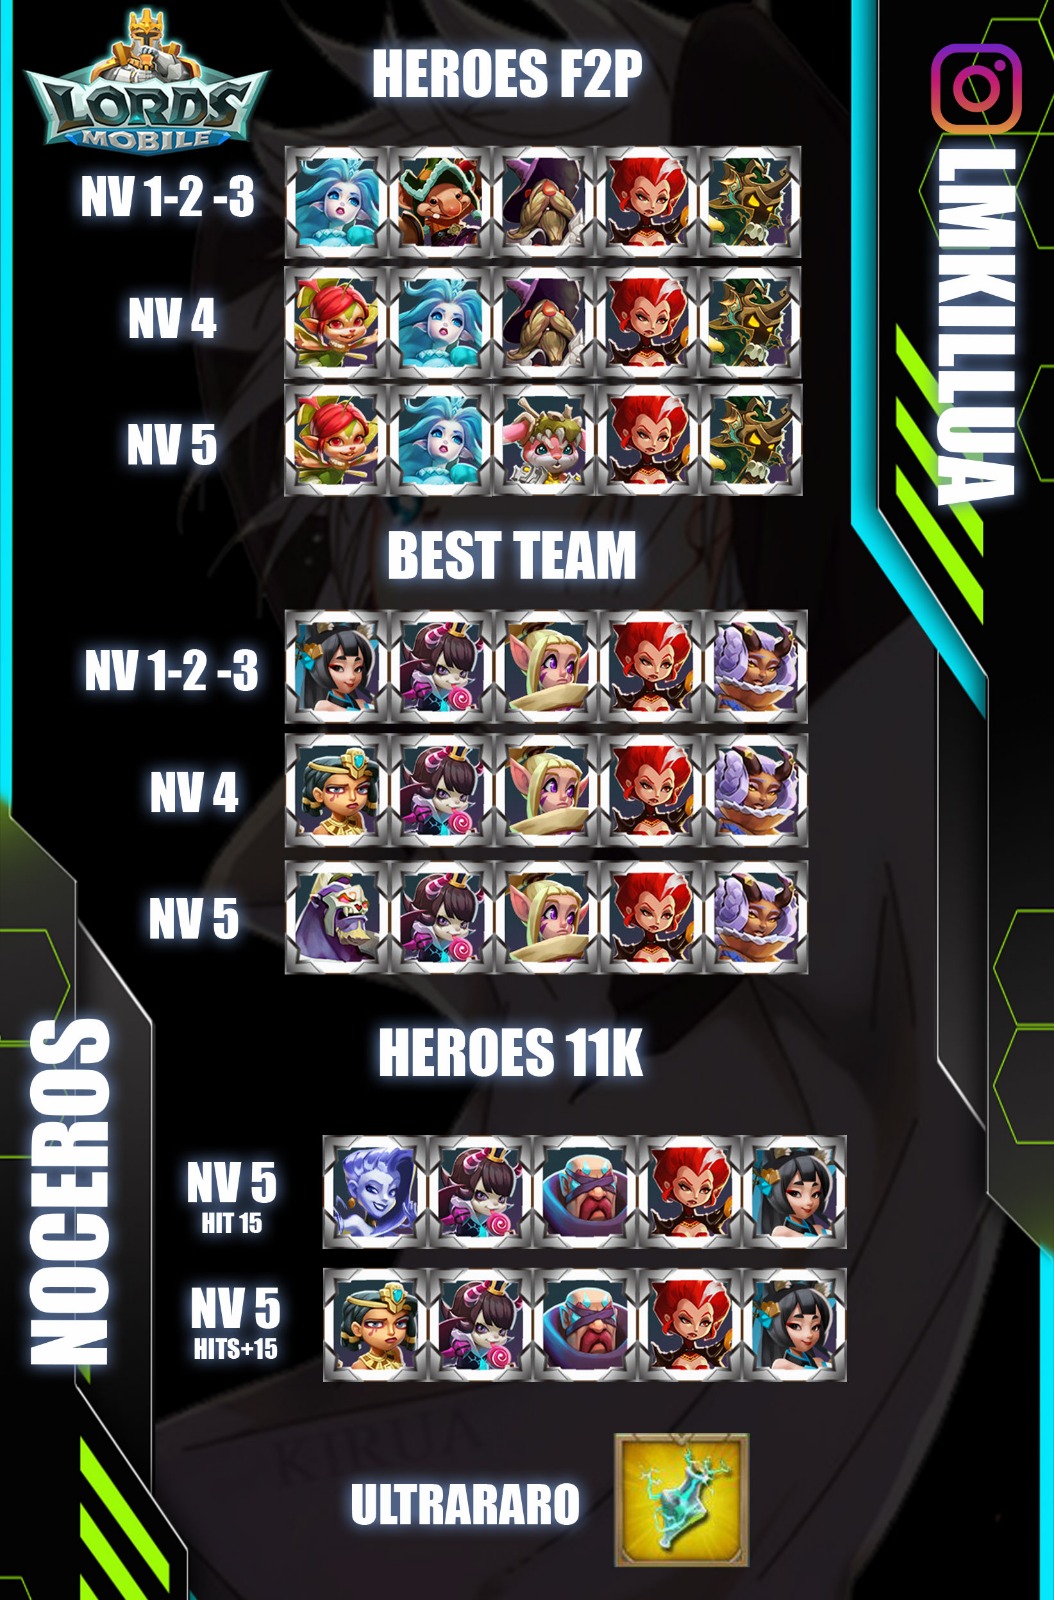 LORDS
MOBILE
HEROES F2P
NV 1-2 -3
NV 4
NV 5
LMKILLUA
BEST TEAM
NV 1-2 -3
NV 4
NV 5
HEROES 11K
NV 5
HIT 15
NV 5
HITS+15
NOCEROS
KIRUA
ULTRARARO